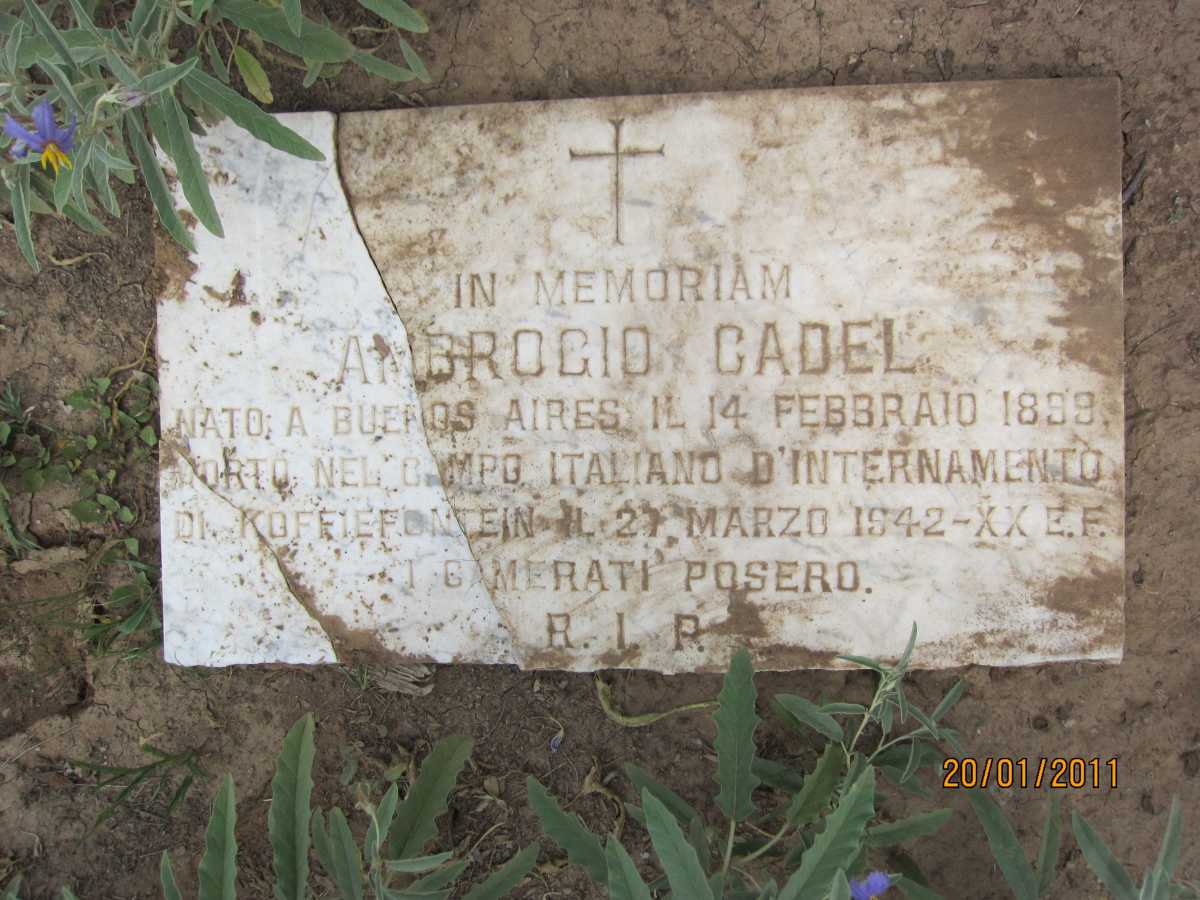 IN MEMORIAM
AMBROGIO CADEL
NATO A BUENOS AIRES IL 14 FEBBRAIO
MORTO NEL CAMPO ITALIANO D'INTERNAMENTO
DI KOFFIEFONTEIN IL 27 MARZO 1942-XX E.F.
I CAMERATI POSERO.
R. I. P.
20/01/2011